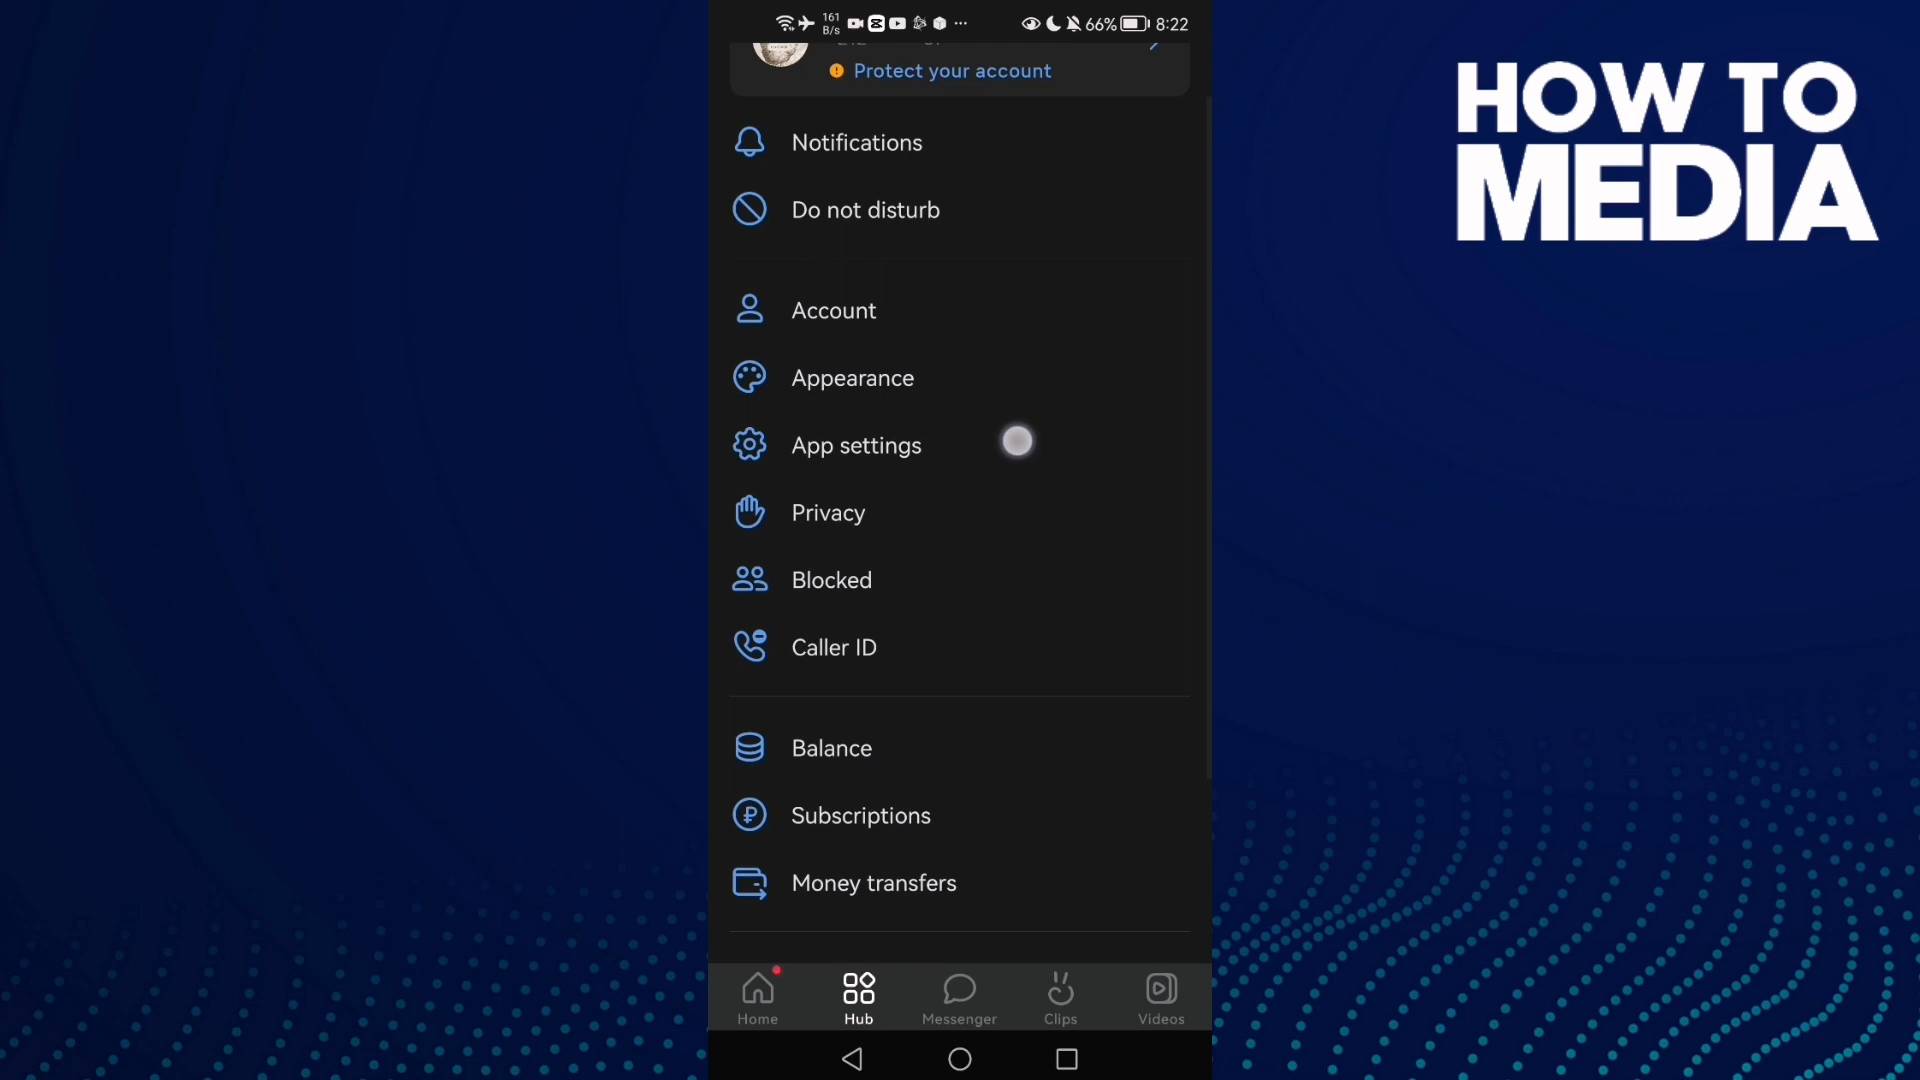 161
B/s
66%
8:22
Protect your account
Notifications
Do not disturb
Account
Appearance
App settings
Privacy
Blocked
Caller ID
Balance
Subscriptions
Money transfers
Home
Hub
Messenger
Clips
Videos
HOW TO
MEDIA